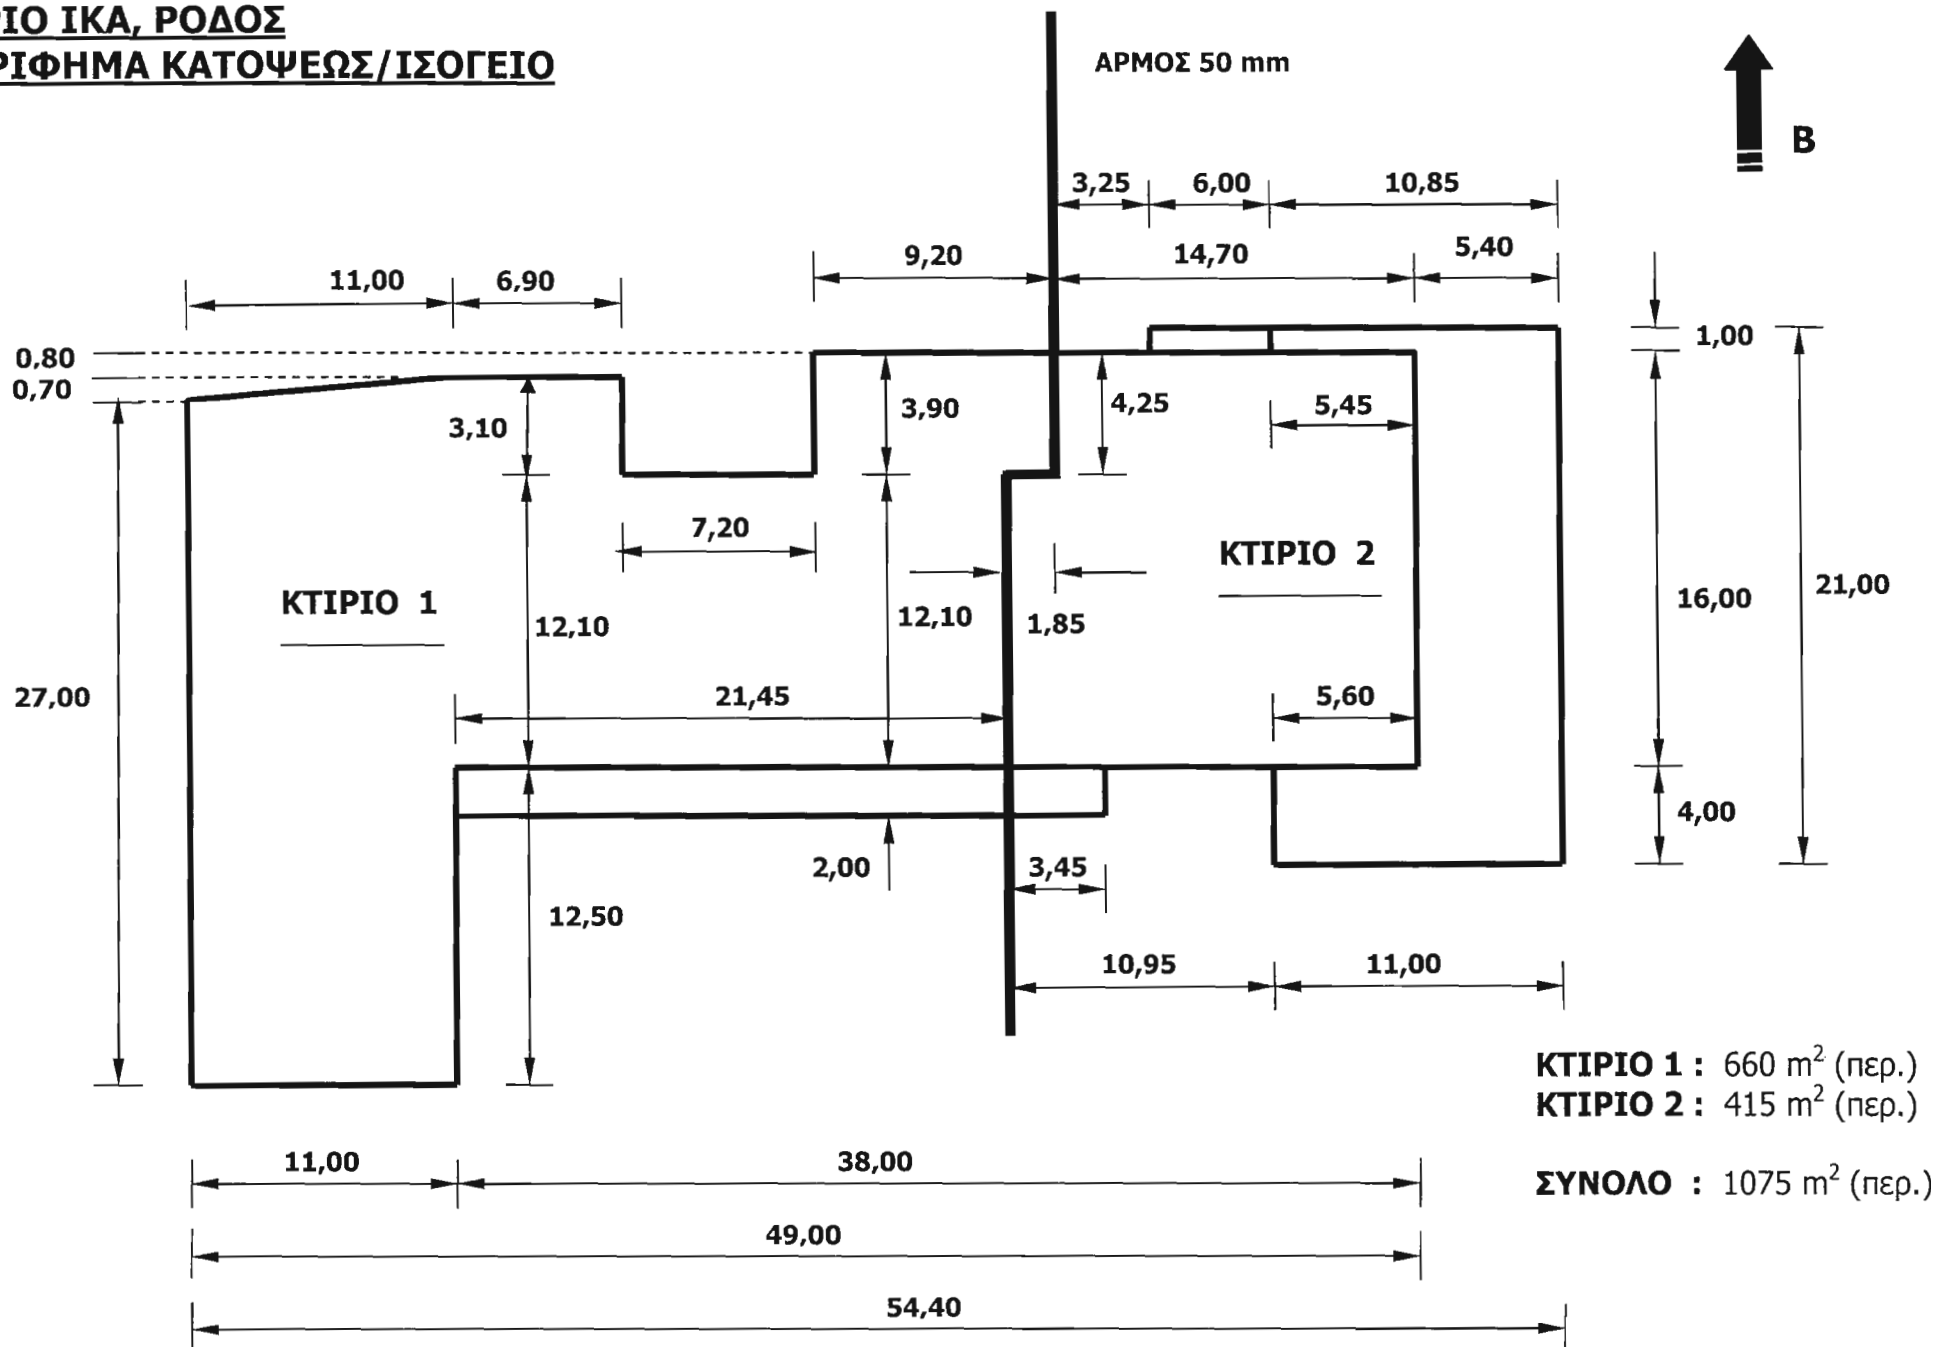 ΡΙΟ ΙΚΑ, ΡΟΔΟΣ
ΡΙΦΗΜΑ ΚΑΤΟΨΕΩΣ/ΙΣΟΓΕΙΟ
ΑΡΜΟΣ 50 mm
Β
3,25 6,00 10,85
9,20 14,70 5,40
11,00 6,90
0,80
0,70
1,00
3,10 3,90 4,25 5,45
7,20
ΚΤΙΡΙΟ 2
ΚΤΙΡΙΟ 1
12,10 12,10 1,85
16,00 21,00
27,00
21,45 5,60
4,00
2,00 3,45
12,50
10,95 11,00
ΚΤΙΡΙΟ 1 : 660 m² (περ.)
ΚΤΙΡΙΟ 2 : 415 m² (περ.)
ΣΥΝΟΛΟ : 1075 m² (περ.)
11,00 38,00
49,00
54,40